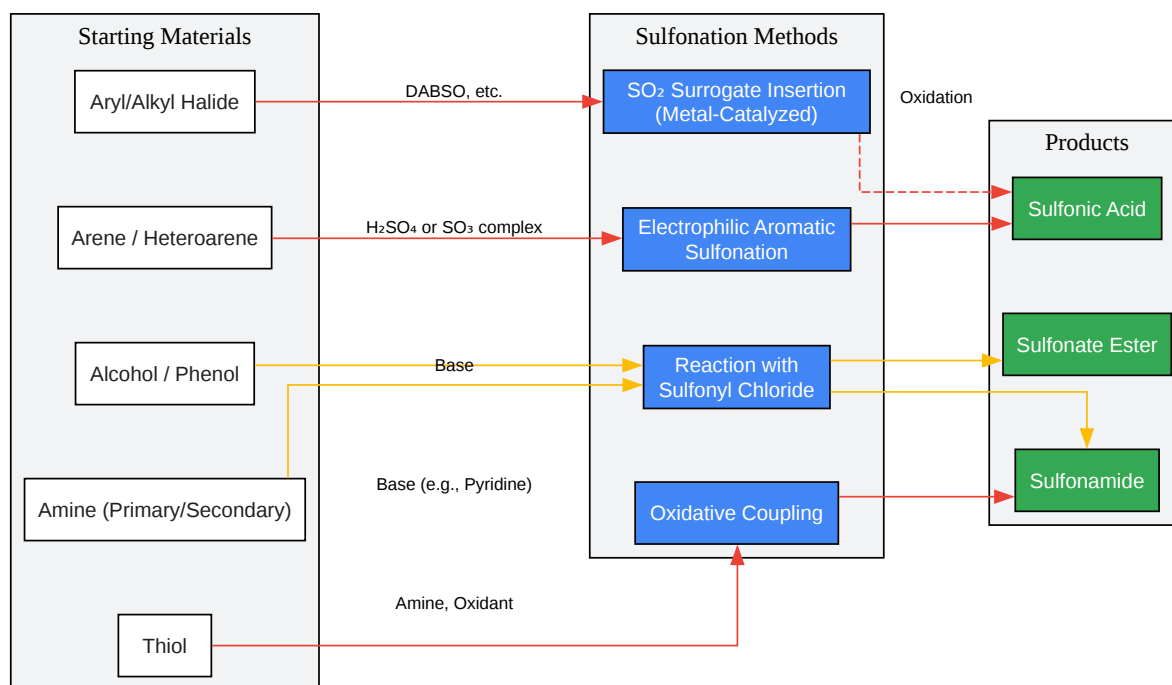 Starting Materials
Sulfonation Methods
Aryl/Alkyl Halide
DABSO, etc.
SO₂ Surrogate Insertion
(Metal-Catalyzed)
Oxidation
Products
Sulfonic Acid
Arene / Heteroarene
H₂SO₄ or SO₃ complex
Electrophilic Aromatic
Sulfonation
Sulfonate Ester
Alcohol / Phenol
Base
Reaction with
Sulfonyl Chloride
Sulfonamide
Amine (Primary/Secondary)
Base (e.g., Pyridine)
Oxidative Coupling
Amine, Oxidant
Thiol